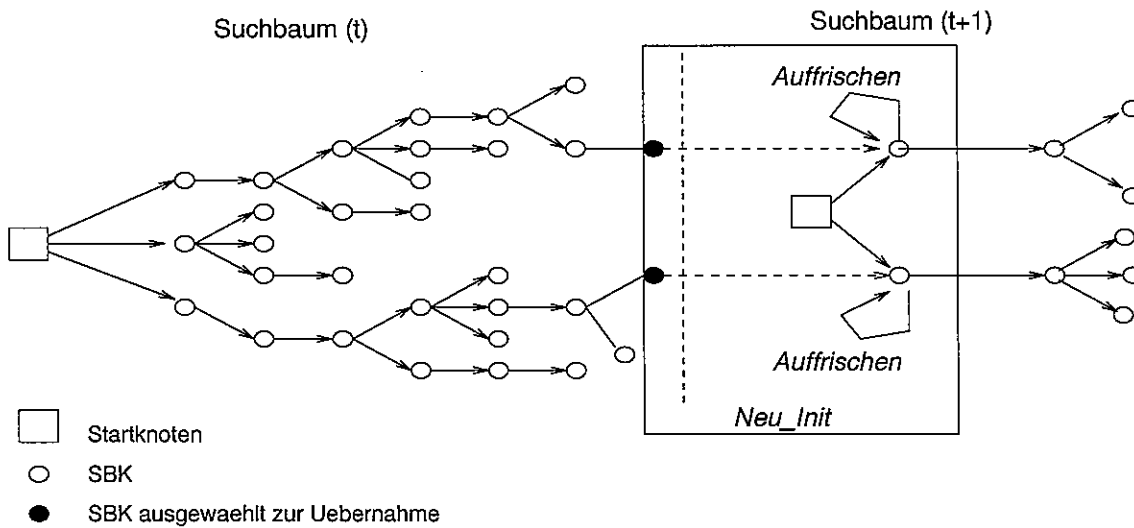 Suchbaum (t)
Suchbaum (t+1)
Auffrischen
Auffrischen
Neu_Init
Startknoten
SBK
SBK ausgewaehlt zur Uebernahme